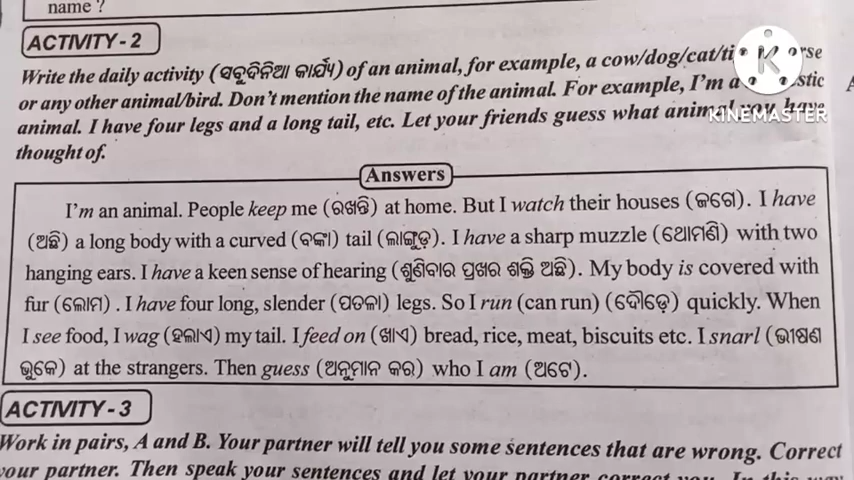 name ?
ACTIVITY - 2
Write the daily activity (ସବୁଦିନିଆ କାର୍ଯ୍ୟ) of an animal, for example, a cow/dog/cat/
or any other animal/bird. Don't mention the name of the animal. For example, I'm a
animal. I have four legs and a long tail, etc. Let your friends guess what animal you have
thought of.
KINEMASTER
Answers
I'm an animal. People keep me (ରଖନ୍ତି) at home. But I watch their houses (ଜଗେ). I have
(ଅଛି) a long body with a curved (ବଙ୍କା) tail (ଲାଙ୍ଗୁଡ଼). I have a sharp muzzle (ଥୋମଣି) with two
hanging ears. I have a keen sense of hearing (ଶୁଣିବାର ପ୍ରଖର ଶକ୍ତି ଅଛି). My body is covered with
fur (ଲୋମ) . I have four long, slender (ପତଳା) legs. So I run (can run) (ଦୌଡ଼େ) quickly. When
I see food, I wag (ହଲାଏ) my tail. I feed on (ଖାଏ) bread, rice, meat, biscuits etc. I snarl (ଭୀଷଣ
ଭୁକେ) at the strangers. Then guess (ଅନୁମାନ କର) who I am (ଅଟେ).
ACTIVITY - 3
Work in pairs, A and B. Your partner will tell you some sentences that are wrong. Correct
your partner. Then speak your sentences and let your partner correct you. In this way